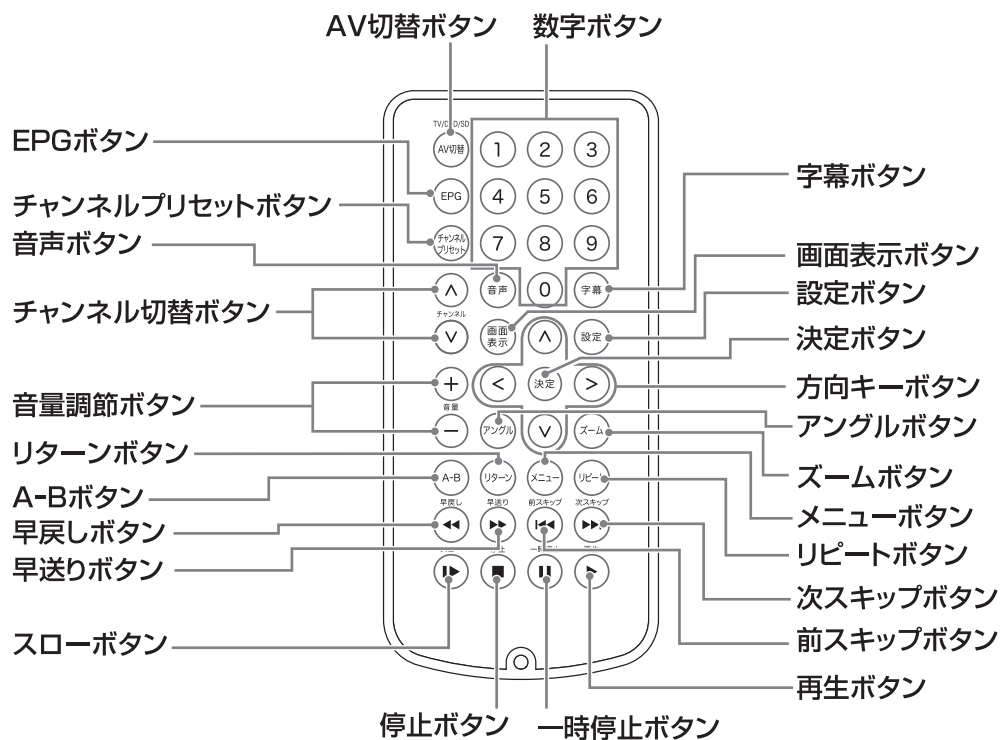 AV切替ボタン
数字ボタン
EPGボタン
チャンネルプリセットボタン
音声ボタン
チャンネル切替ボタン
音量調節ボタン
リターンボタン
A-Bボタン
早戻しボタン
早送りボタン
スローボタン
停止ボタン
一時停止ボタン
字幕ボタン
画面表示ボタン
設定ボタン
決定ボタン
方向キーボタン
アングルボタン
ズームボタン
メニューボタン
リピートボタン
次スキップボタン
前スキップボタン
再生ボタン
AV切替
1
2
3
EPG
4
5
6
チャンネル
プリセット
7
8
9
音声
0
字幕
チャンネル
画面
表示
設定
+
<
決定
>
音量
−
アングル
ズーム
A-B
リターン
メニュー
リピート
早戻し
早送り
前スキップ
次スキップ